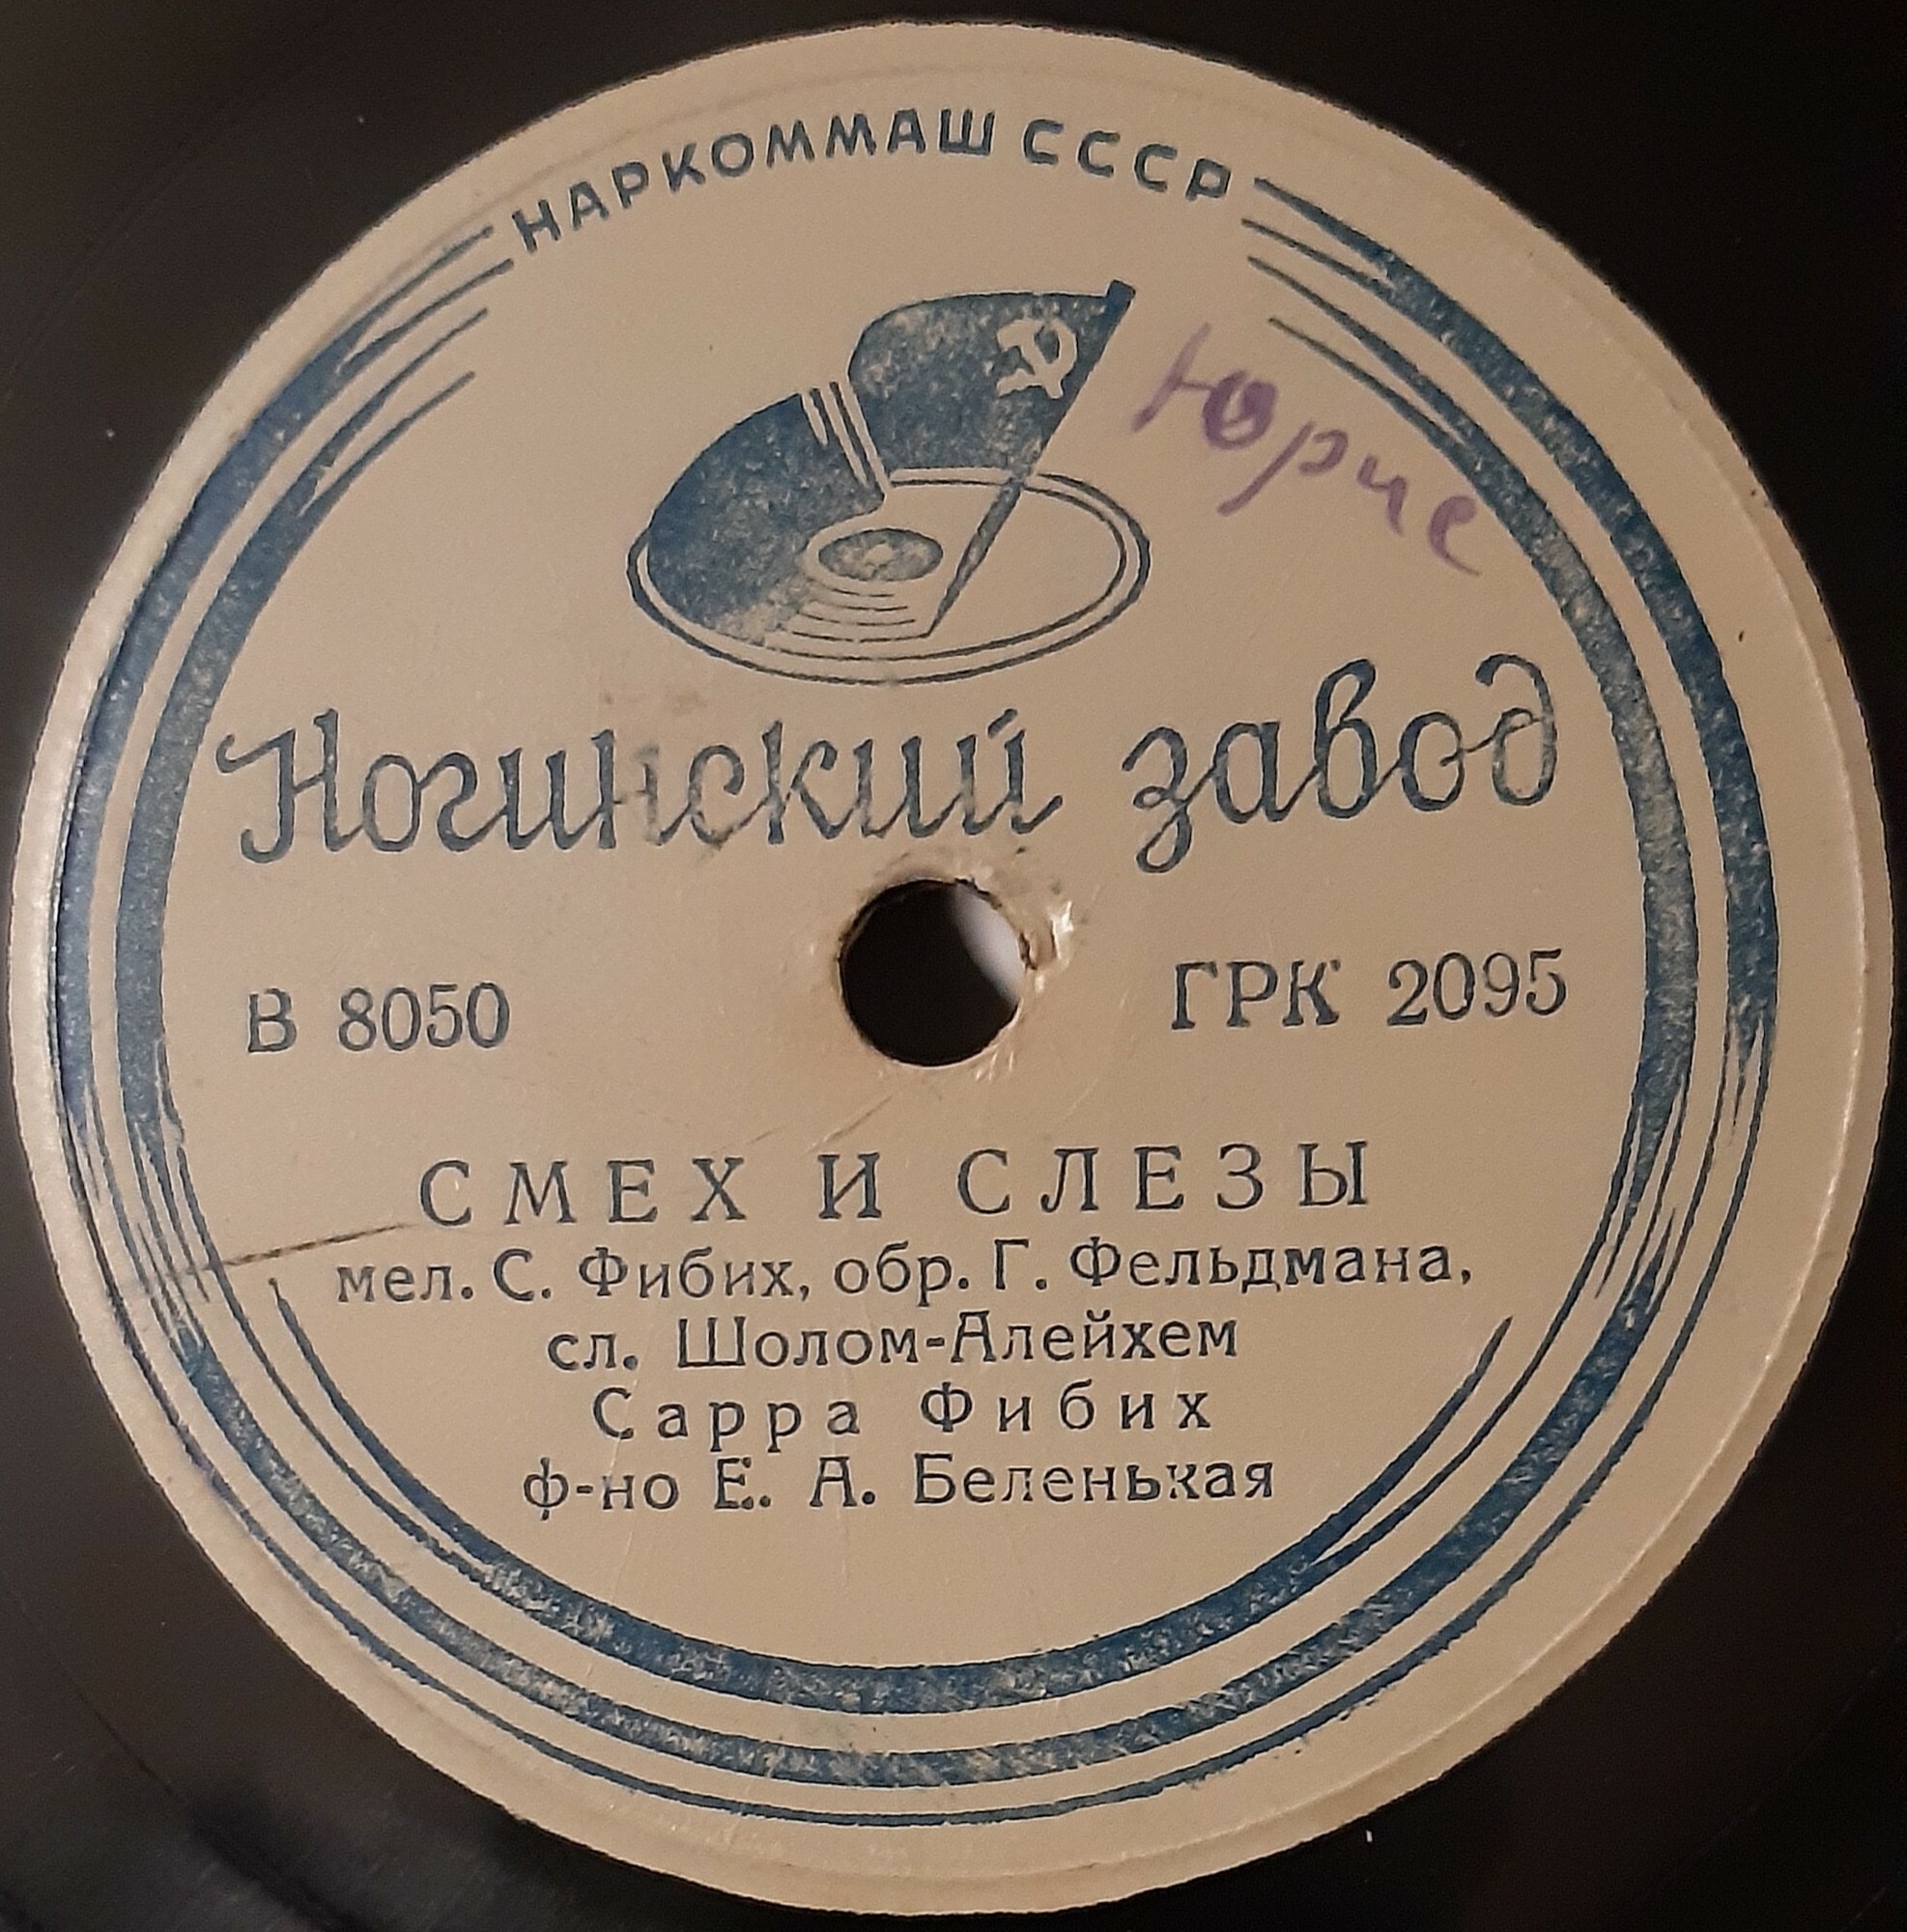 НАРКОММАШ СССР
Ногинский завод
В 8050
ГРК 2095
СМЕХ И СЛЕЗЫ
мел. С. Фибих, обр. Г. Фельдмана,
сл. Шолом-Алейхем
Сарра Фибих
ф-но Е. А. Беленькая